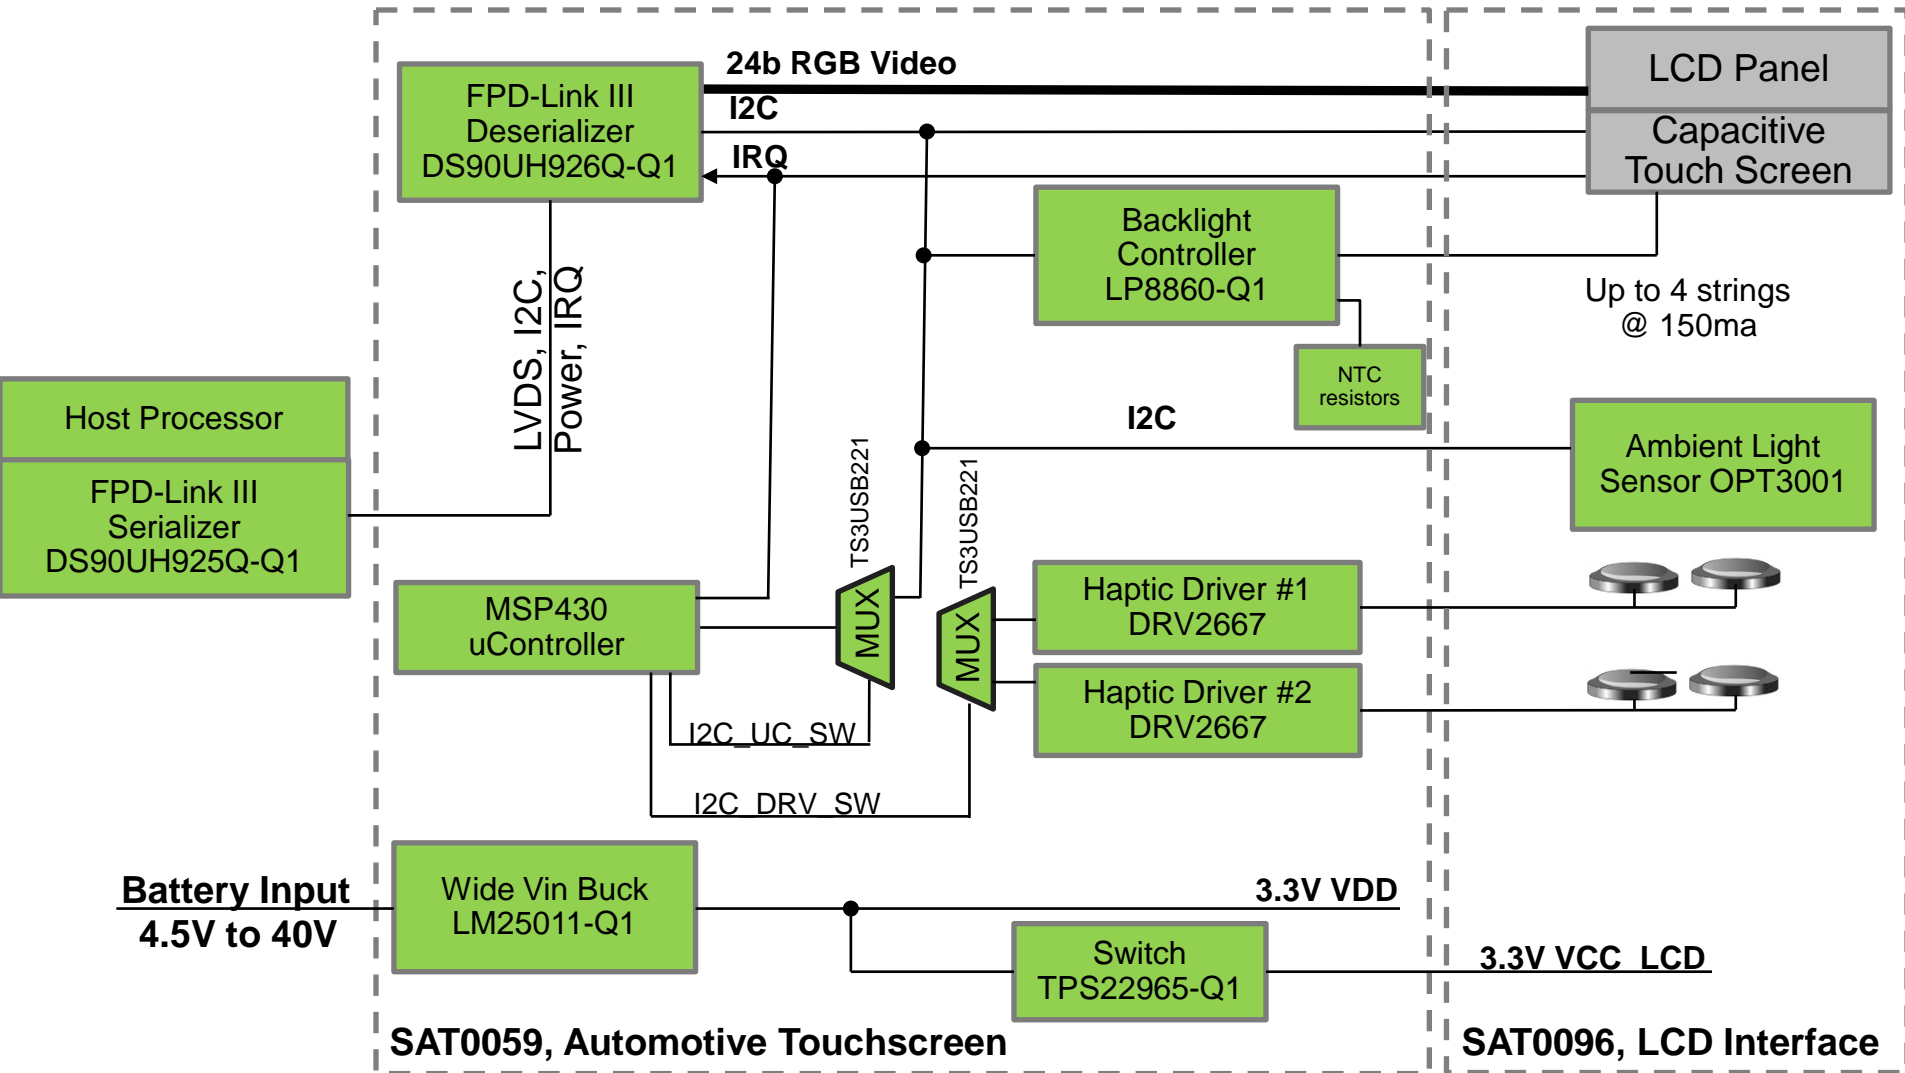 24b RGB Video
I2C
IRQ
FPD-Link III
Deserializer
DS90UH926Q-Q1
LCD Panel
Capacitive
Touch Screen
Backlight
Controller
LP8860-Q1
Up to 4 strings
@ 150ma
NTC
resistors
LVDS, I2C,
Power, IRQ
Host Processor
FPD-Link III
Serializer
DS90UH925Q-Q1
I2C
Ambient Light
Sensor OPT3001
TS3USB221
TS3USB221
MUX
MUX
MSP430
uController
Haptic Driver #1
DRV2667
Haptic Driver #2
DRV2667
I2C_UC_SW
I2C_DRV_SW
Battery Input
4.5V to 40V
Wide Vin Buck
LM25011-Q1
3.3V VDD
Switch
TPS22965-Q1
3.3V VCC_LCD
SAT0059, Automotive Touchscreen
SAT0096, LCD Interface